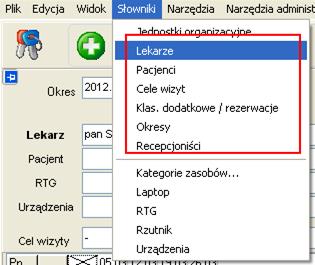 Plik Edycja Widok Słowniki Narzędzia Narzędzia administ
Jednostki organizacyjne
Lekarze
Pacjenci
Cele wizyt
Klas. dodatkowe / rezerwacje
Okresy
Recepcjoniści
Kategorie zasobów...
Laptop
RTG
Rzutnik
Urządzenia
Okres 2012.
Lekarz pan S
Pacjent
RTG
Urządzenia
Cel wizyty -